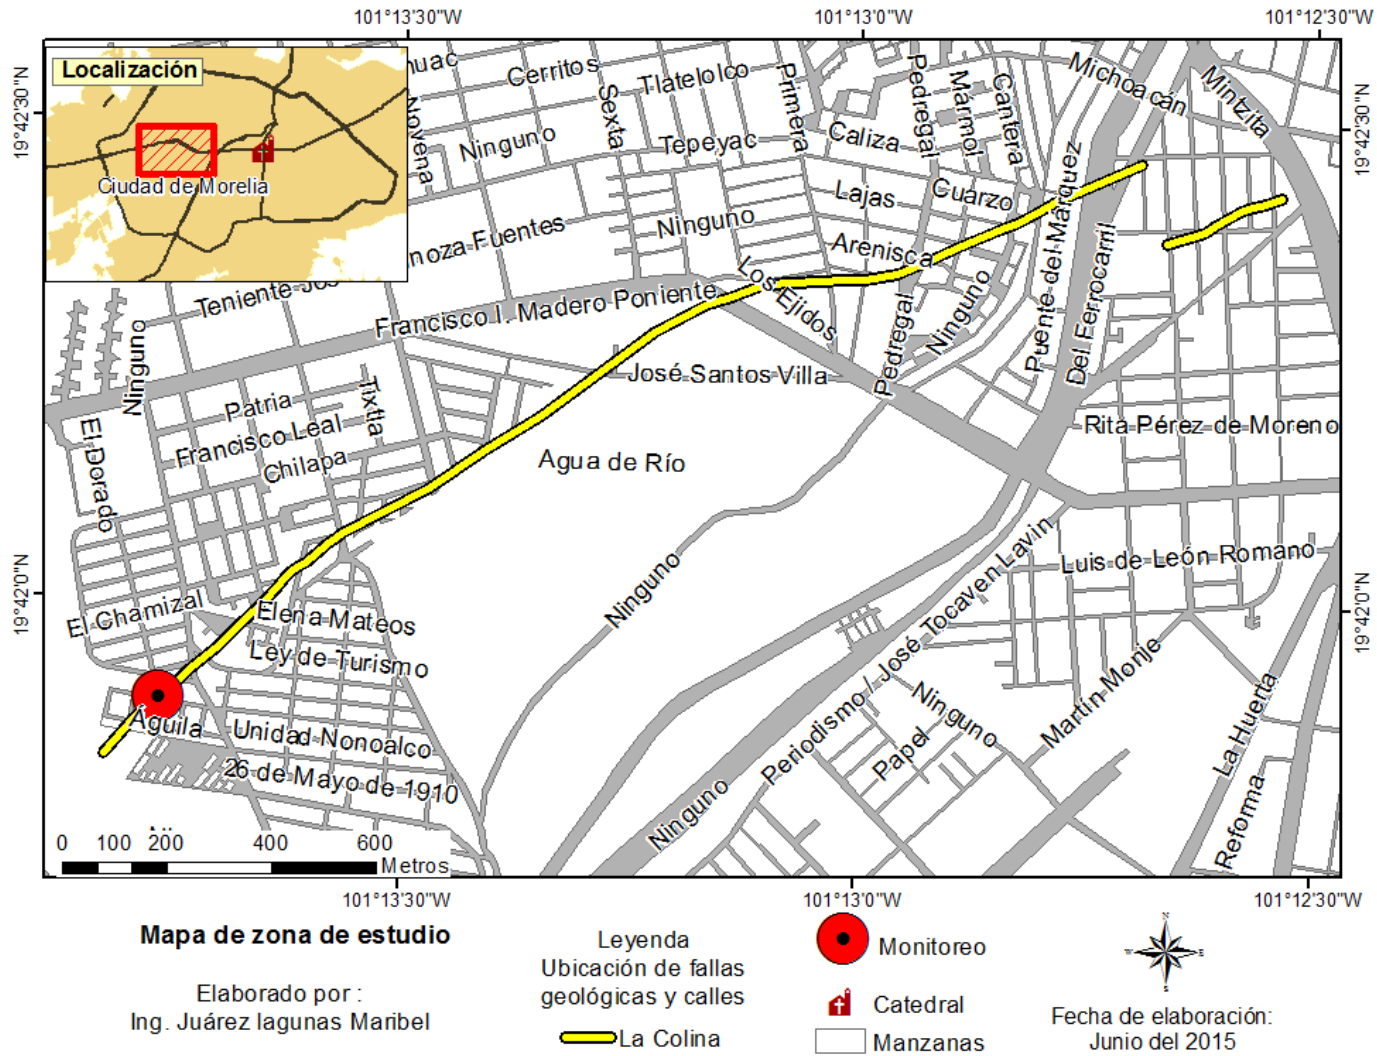 101°13'30"W
101°13'0"W
101°12'30"W
19°42'30"N
19°42'30"N
Localización
Ciudad de Morelia
Cerritos
Tlatelolco
Ninguno
Sexta
Primera
Novena
Tepeyac
Caliza
Pedregal
Mármol
Cantera
Michoacán
Mintzita
Lajas
Cuarzo
Ninguno
Arenisca
Puente del Márquez
Del Ferrocarril
Los Ejidos
Francisco I. Madero Poniente
Ninguno
Pedregal
Ninguno
José Santos Villa
Patria
Tixtla
Francisco Leal
Chilapa
El Dorado
Agua de Río
Rita Pérez de Moreno
Luis de León Romano
19°42'0"N
19°42'0"N
El Chamizal
Elena Mateos
Ley de Turismo
Ninguno
Periodismo / José Tocaven Lavín
Martín Monje
Águila
Unidad Nonoalco
26 de Mayo de 1910
Ninguno
Papel
Ninguno
La Huerta
Reforma
0 100 200 400 600
Metros
101°13'30"W
101°13'0"W
101°12'30"W
Mapa de zona de estudio
Elaborado por :
Ing. Juárez lagunas Maribel
Leyenda
Ubicación de fallas
geológicas y calles
La Colina
Monitoreo
Catedral
Manzanas
N
W
E
S
Fecha de elaboración:
Junio del 2015